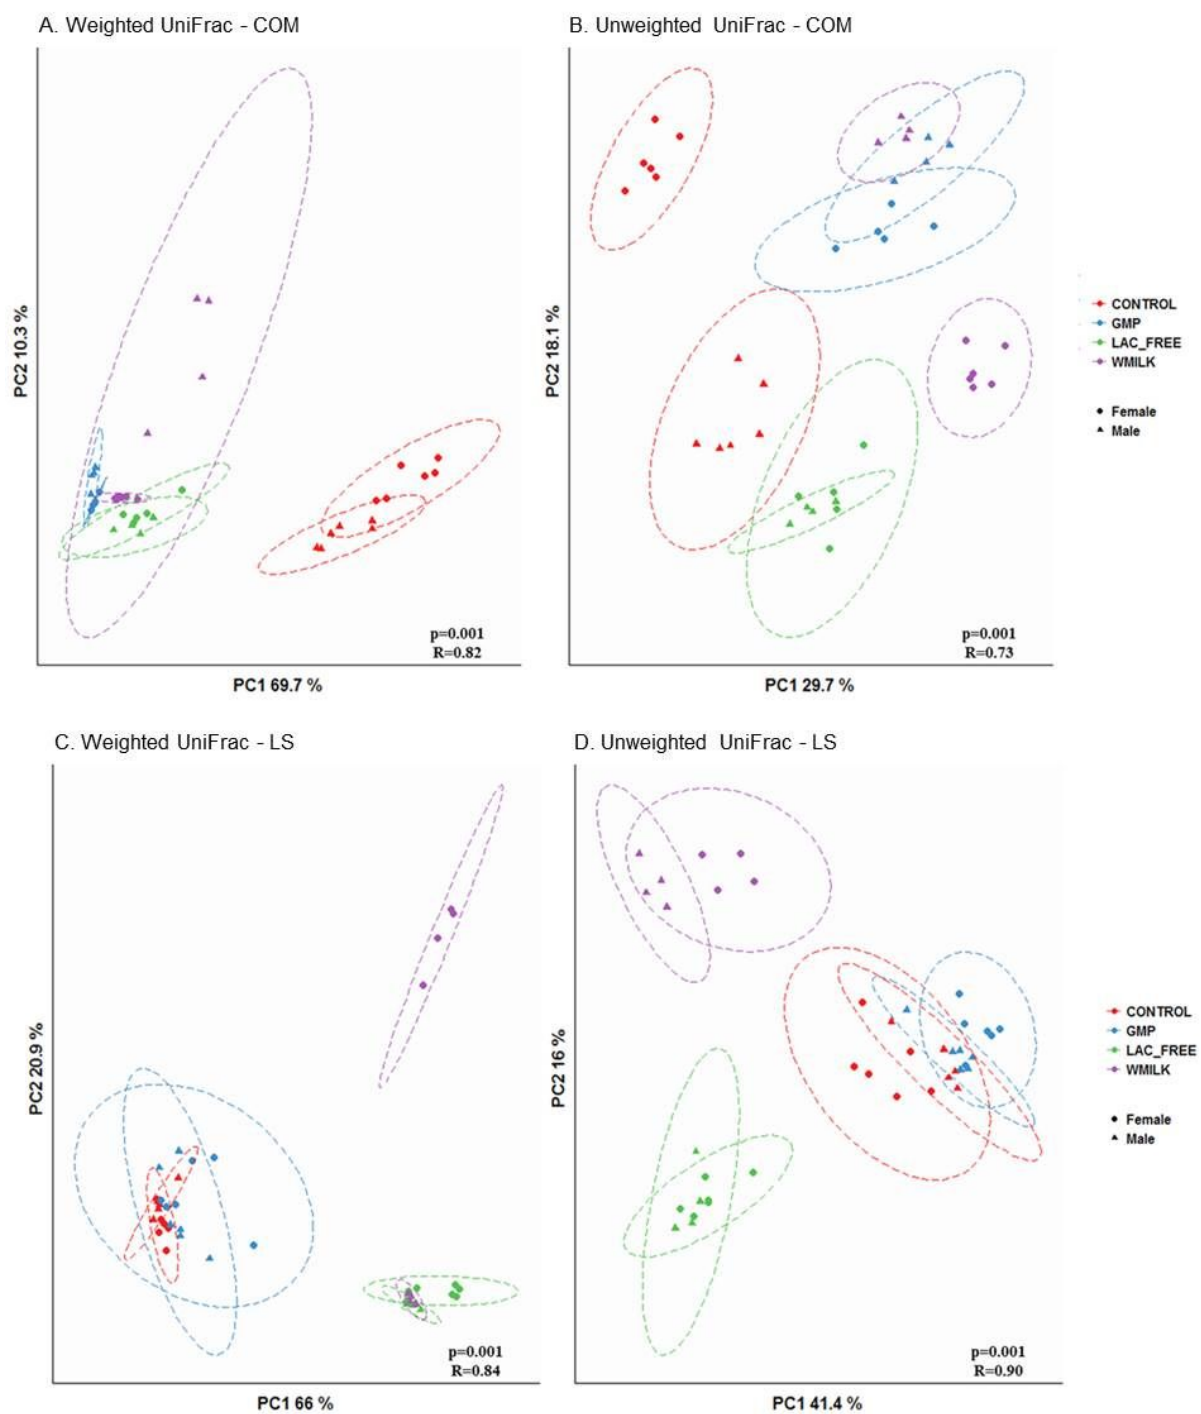 A. Weighted UniFrac - COM
B. Unweighted UniFrac - COM
PC2 10.3 %
PC2 18.1 %
CONTROL
GMP
LAC_FREE
WMILK
Female
Male
p=0.001
R=0.82
p=0.001
R=0.73
PC1 69.7 %
PC1 29.7 %
C. Weighted UniFrac - LS
D. Unweighted UniFrac - LS
PC2 20.9 %
PC2 16 %
CONTROL
GMP
LAC_FREE
WMILK
Female
Male
p=0.001
R=0.84
p=0.001
R=0.90
PC1 66 %
PC1 41.4 %